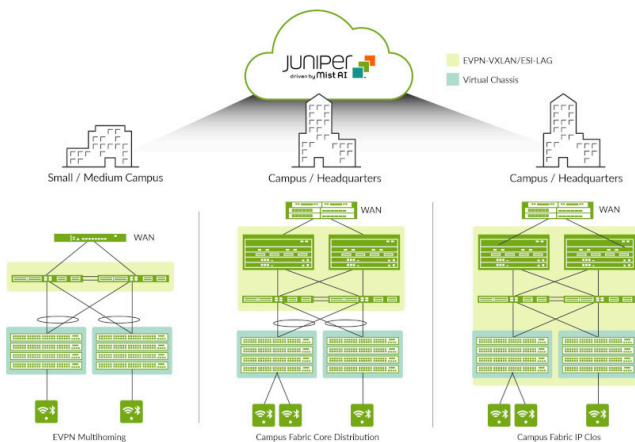 JUNIPER
driven by Mist AI
EVPN-VXLAN/ESI-LAG
Virtual Chassis
Small / Medium Campus
Campus / Headquarters
Campus / Headquarters
WAN
WAN
WAN
EVPN Multihoming
Campus Fabric Core Distribution
Campus Fabric IP Clos